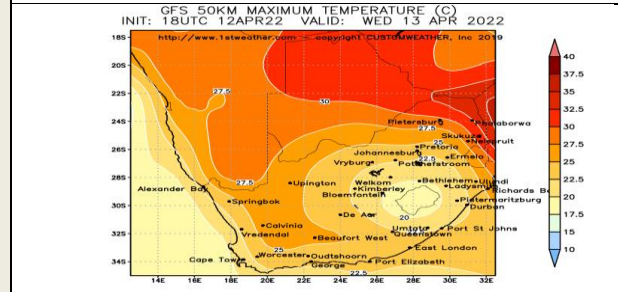 GFS 50KM MAXIMUM TEMPERATURE (C)
INIT: 18UTC 12APR22 VALID: WED 13 APR 2022
http://www.1stweather.com -- copyright CUSTOMWEATHER, Inc 2019
18S
20S
22S
24S
26S
28S
30S
32S
34S
14E 16E 18E 20E 22E 24E 26E 28E 30E 32E
40
37.5
35
32.5
30
27.5
25
22.5
20
17.5
15
10
27.5
30
Pietersburg
Phalaborwa
27.5
Skukuza
25
Nelspruit
Pretoria
Johannesburg
22.5
Ermelo
Vryburg
Potchefstroom
27.5
Upington
Welkom
Bethlehem
Ulundi
Alexander Bay
Kimberley
Ladysmith
Richards B
Springbok
Bloemfontein
Pietermaritzburg
20
Durban
De Aar
Calvinia
Umtata
Port St Johns
Vredendal
Queenstown
Beaufort West
25
East London
Worcester
Oudtshoorn
Cape Town
George
Port Elizabeth
22.5